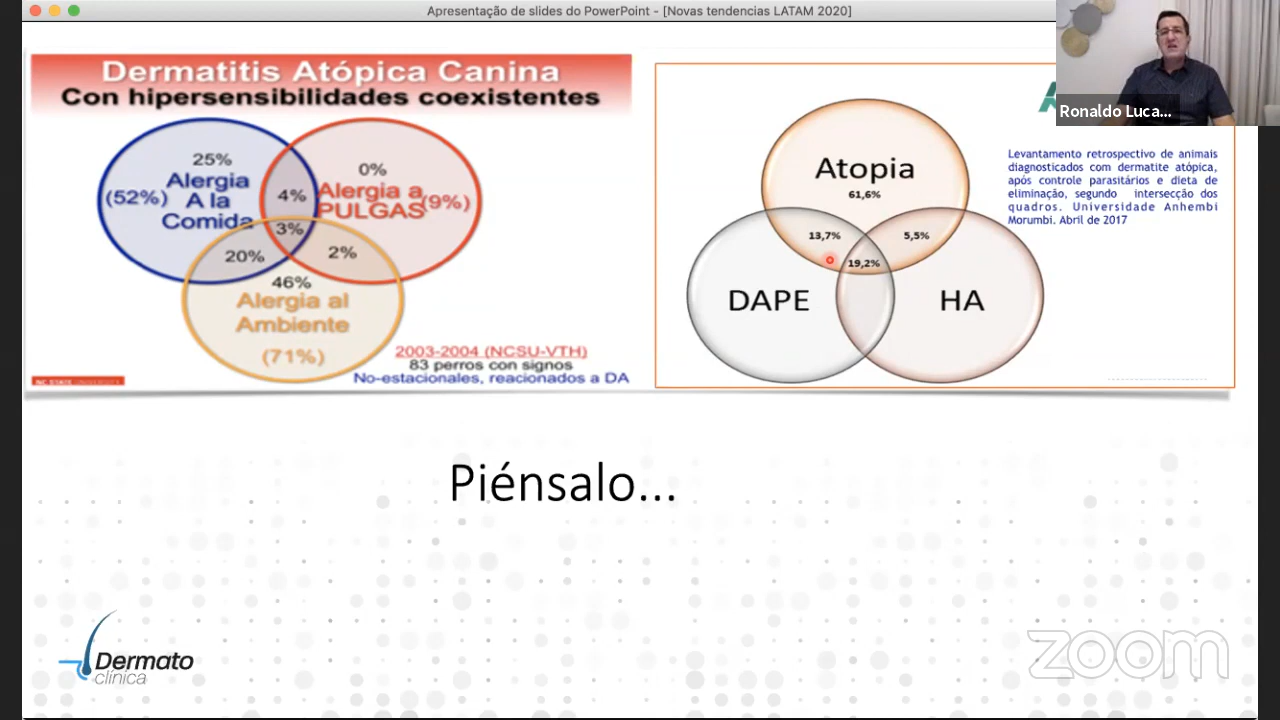 Apresentação de slides do PowerPoint - [Novas tendencias LATAM 2020]
Ronaldo Luca...
Dermatitis Atópica Canina
Con hipersensibilidades coexistentes
25%
(52%) Alergia
A la
Comida
4%
0%
Alergia a
PULGAS (9%)
3%
20%
2%
46%
Alergia al
Ambiente
(71%)
2003-2004 (NCSU-VTH)
83 perros con signos
No-estacionales, reacionados a DA
NC STATE UNIVERSITY
Atopia
61,6%
13,7%
5,5%
19,2%
DAPE
HA
Levantamento retrospectivo de animais
diagnosticados com dermatite atópica,
após controle parasitários e dieta de
eliminação, segundo intersecção dos
quadros. Universidade Anhembi
Morumbi. Abril de 2017
Piénsalo...
Dermato
clínica
zoom